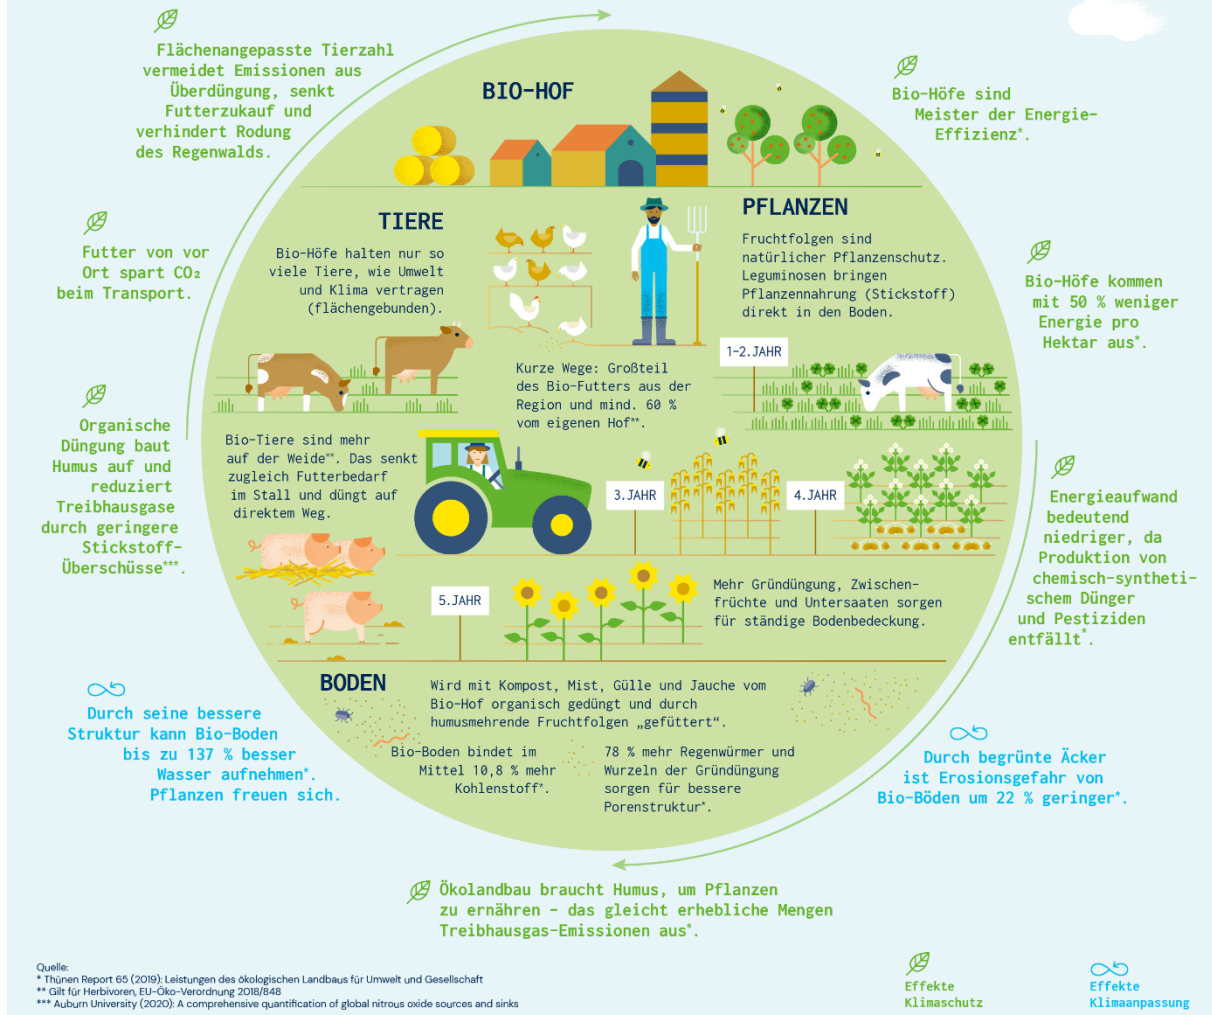 Flächenangepasste Tierzahl
vermeidet Emissionen aus
Überdüngung, senkt
Futterzukauf und
verhindert Rodung
des Regenwalds.
BIO-HOF
Bio-Höfe sind
Meister der Energie-
Effizienz*.
TIERE
Bio-Höfe halten nur so
viele Tiere, wie Umwelt
und Klima vertragen
(flächengebunden).
PFLANZEN
Fruchtfolgen sind
natürlicher Pflanzenschutz.
Leguminosen bringen
Pflanzennahrung (Stickstoff)
direkt in den Boden.
Futter von vor
Ort spart CO₂
beim Transport.
Bio-Höfe kommen
mit 50 % weniger
Energie pro
Hektar aus*.
1-2.JAHR
Kurze Wege: Großteil
des Bio-Futters aus der
Region und mind. 60 %
vom eigenen Hof**.
Organische
Düngung baut
Humus auf und
reduziert
Treibhausgase
durch geringere
Stickstoff-
Überschüsse***.
Bio-Tiere sind mehr
auf der Weide**. Das senkt
zugleich Futterbedarf
im Stall und düngt auf
direktem Weg.
3.JAHR
4.JAHR
Energieaufwand
bedeutend
niedriger, da
Produktion von
chemisch-syntheti-
schem Dünger
und Pestiziden
entfällt*.
5.JAHR
Mehr Gründüngung, Zwischen-
früchte und Untersaaten sorgen
für ständige Bodenbedeckung.
BODEN
Wird mit Kompost, Mist, Gülle und Jauche vom
Bio-Hof organisch gedüngt und durch
humusmehrende Fruchtfolgen „gefüttert“.
Bio-Boden bindet im
Mittel 10,8 % mehr
Kohlenstoff*.
78 % mehr Regenwürmer und
Wurzeln der Gründüngung
sorgen für bessere
Porenstruktur*.
Durch seine bessere
Struktur kann Bio-Boden
bis zu 137 % besser
Wasser aufnehmen*.
Pflanzen freuen sich.
Durch begrünte Äcker
ist Erosionsgefahr von
Bio-Böden um 22 % geringer*.
Ökolandbau braucht Humus, um Pflanzen
zu ernähren – das gleicht erhebliche Mengen
Treibhausgas-Emissionen aus*.
Quelle:
* Thünen Report 65 (2019): Leistungen des ökologischen Landbaus für Umwelt und Gesellschaft
** Gilt für Herbivoren, EU-Öko-Verordnung 2018/848
*** Auburn University (2020): A comprehensive quantification of global nitrous oxide sources and sinks
Effekte
Klimaschutz
Effekte
Klimaanpassung